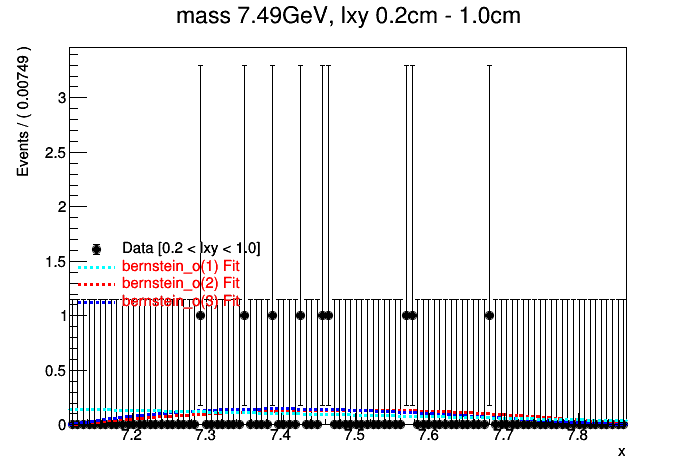 mass 7.49GeV, lxy 0.2cm - 1.0cm
Events / ( 0.00749 )
3
2.5
2
1.5
1
0.5
0
Data [0.2 < lxy < 1.0]
bernstein_o(1) Fit
bernstein_o(2) Fit
bernstein_o(3) Fit
7.2 7.3 7.4 7.5 7.6 7.7 7.8
x